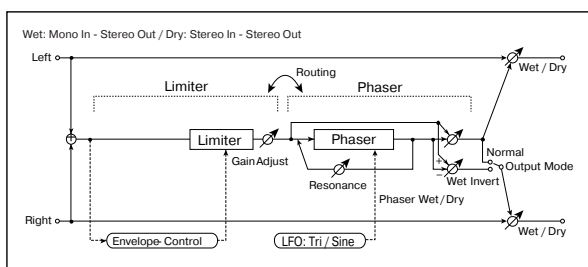 Wet: Mono In - Stereo Out / Dry: Stereo In - Stereo Out
Left
Wet / Dry
Routing
Limiter
Phaser
+
Limiter
Gain Adjust
Phaser
Resonance
+
−
Normal
Output Mode
Wet Invert
Phaser Wet / Dry
Right
Wet / Dry
Envelope- Control
LFO: Tri / Sine